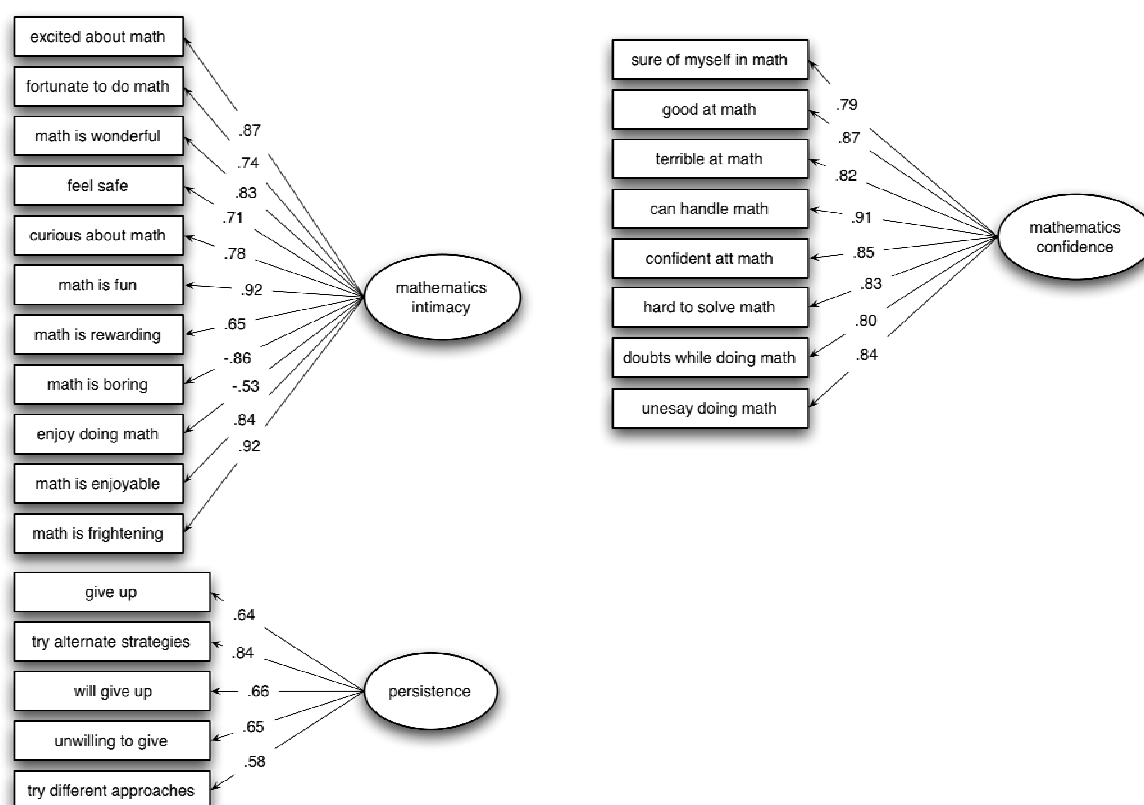 excited about math
fortunate to do math
math is wonderful
feel safe
curious about math
math is fun
math is rewarding
math is boring
enjoy doing math
math is enjoyable
math is frightening
.87
.74
.83
.71
.78
.92
.65
-.86
-.53
.84
.92
mathematics
intimacy
sure of myself in math
good at math
terrible at math
can handle math
confident att math
hard to solve math
doubts while doing math
unesay doing math
.79
.87
.82
.91
.85
.83
.80
.84
mathematics
confidence
give up
try alternate strategies
will give up
unwilling to give
try different approaches
.64
.84
.66
.65
.58
persistence